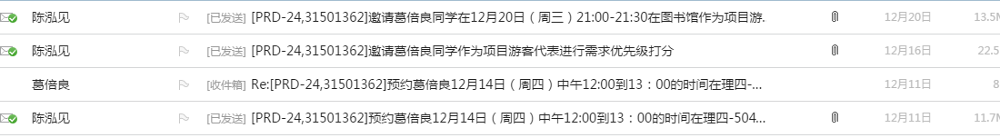 陈泓见 [已发送] [PRD-24,31501362]邀请葛倍良同学在12月20日（周三）21:00-21:30在图书馆作为项目游. 12月20日 13.5M
陈泓见 [已发送] [PRD-24,31501362]邀请葛倍良同学作为项目游客代表进行需求优先级打分 12月16日 22.5
葛倍良 [收件箱] Re:[PRD-24,31501362]预约葛倍良12月14日（周四）中午12:00到13：00的时间在理四-... 12月11日 8
陈泓见 [已发送] [PRD-24,31501362]预约葛倍良12月14日（周四）中午12:00到13：00的时间在理四-504... 12月11日 11.7M